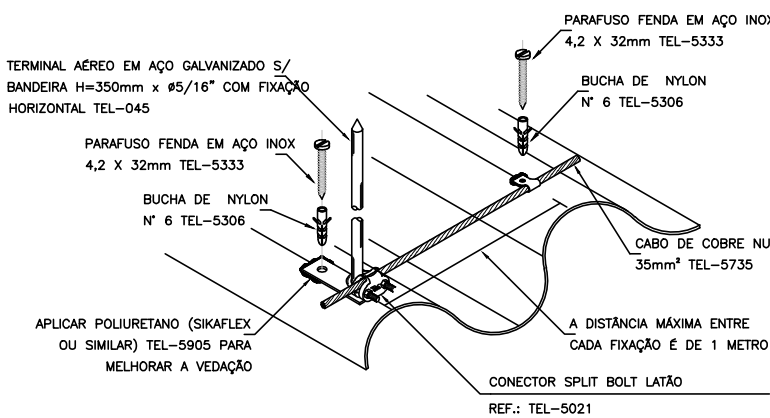 PARAFUSO FENDA EM AÇO INOX
4,2 X 32mm TEL-5333
TERMINAL AÉREO EM AÇO GALVANIZADO S/
BANDEIRA H=350mm x Ø5/16" COM FIXAÇÃO
HORIZONTAL TEL-045
BUCHA DE NYLON
N° 6 TEL-5306
PARAFUSO FENDA EM AÇO INOX
4,2 X 32mm TEL-5333
BUCHA DE NYLON
N° 6 TEL-5306
CABO DE COBRE NU
35mm² TEL-5735
APLICAR POLIURETANO (SIKAFLEX
OU SIMILAR) TEL-5905 PARA
MELHORAR A VEDAÇÃO
A DISTÂNCIA MÁXIMA ENTRE
CADA FIXAÇÃO É DE 1 METRO
CONECTOR SPLIT BOLT LATÃO
REF.: TEL-5021